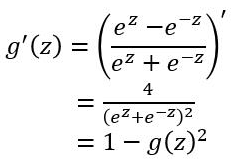 g′(z) = ((e^z − e^{−z}) / (e^z + e^{−z}))′
= 4 / (e^z + e^{−z})^2
= 1 − g(z)^2